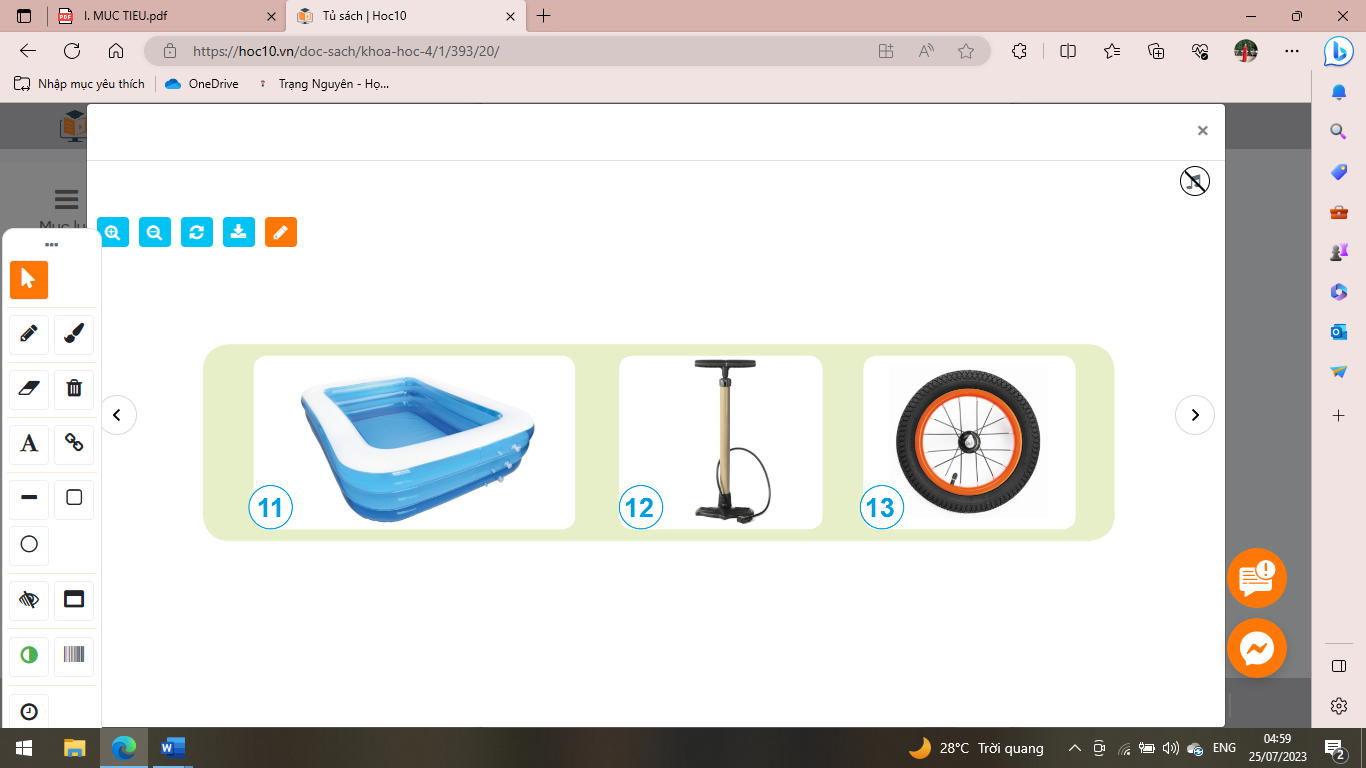 I. MUC TIEU.pdf
Tủ sách | Hoc10
https://hoc10.vn/doc-sach/khoa-hoc-4/1/393/20/
Nhập mục yêu thích
OneDrive
Trạng Nguyên - Họ...
11
12
13
28°C Trời quang
ENG
04:59
25/07/2023
2